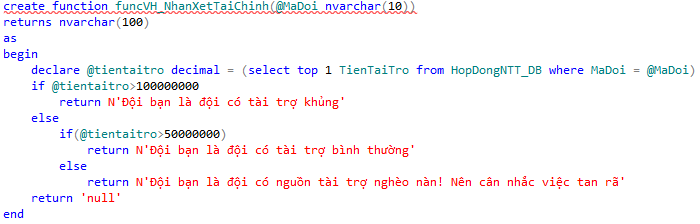 create function funcVH_NhanXetTaiChinh(@MaDoi nvarchar(10))
returns nvarchar(100)
as
begin
    declare @tientaitro decimal = (select top 1 TienTaiTro from HopDongNTT_DB where MaDoi = @MaDoi)
    if @tientaitro>100000000
        return N'Đội bạn là đội có tài trợ khủng'
    else
        if(@tientaitro>50000000)
            return N'Đội bạn là đội có tài trợ bình thường'
        else
            return N'Đội bạn là đội có nguồn tài trợ nghèo nàn! Nên cân nhắc việc tan rã'
    return 'null'
end